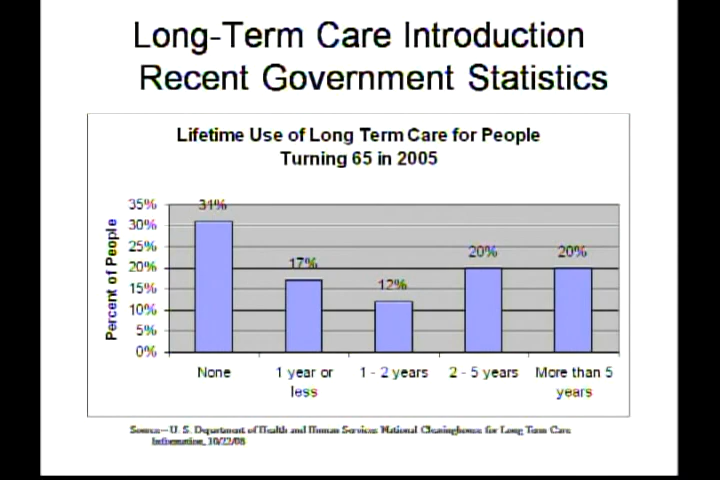 Long-Term Care Introduction
Recent Government Statistics
Lifetime Use of Long Term Care for People
Turning 65 in 2005
Percent of People
35%
30%
25%
20%
15%
10%
5%
0%
31%
17%
12%
20%
20%
None
1 year or less
1 - 2 years
2 - 5 years
More than 5 years
Source-- U. S. Department of Health and Human Services National Clearinghouse for Long Term Care
Information, 10/22/08